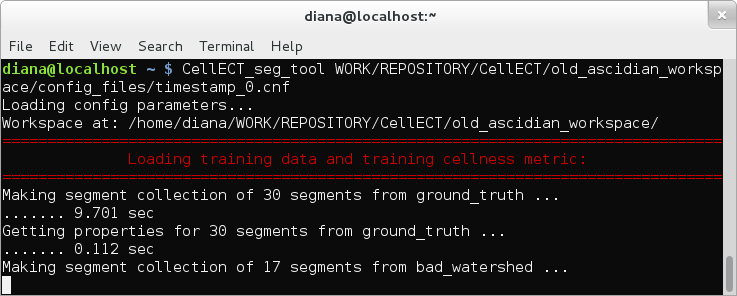 diana@localhost:~
File Edit View Search Terminal Help
diana@localhost ~ $ CellECT_seg_tool WORK/REPOSITORY/CellECT/old_ascidian_worksp
ace/config_files/timestamp_0.cnf
Loading config parameters...
Workspace at: /home/diana/WORK/REPOSITORY/CellECT/old_ascidian_workspace/
================================================================================
Loading training data and training cellness metric:
================================================================================
Making segment collection of 30 segments from ground_truth ...
....... 9.701 sec
Getting properties for 30 segments from ground_truth ...
....... 0.112 sec
Making segment collection of 17 segments from bad_watershed ...